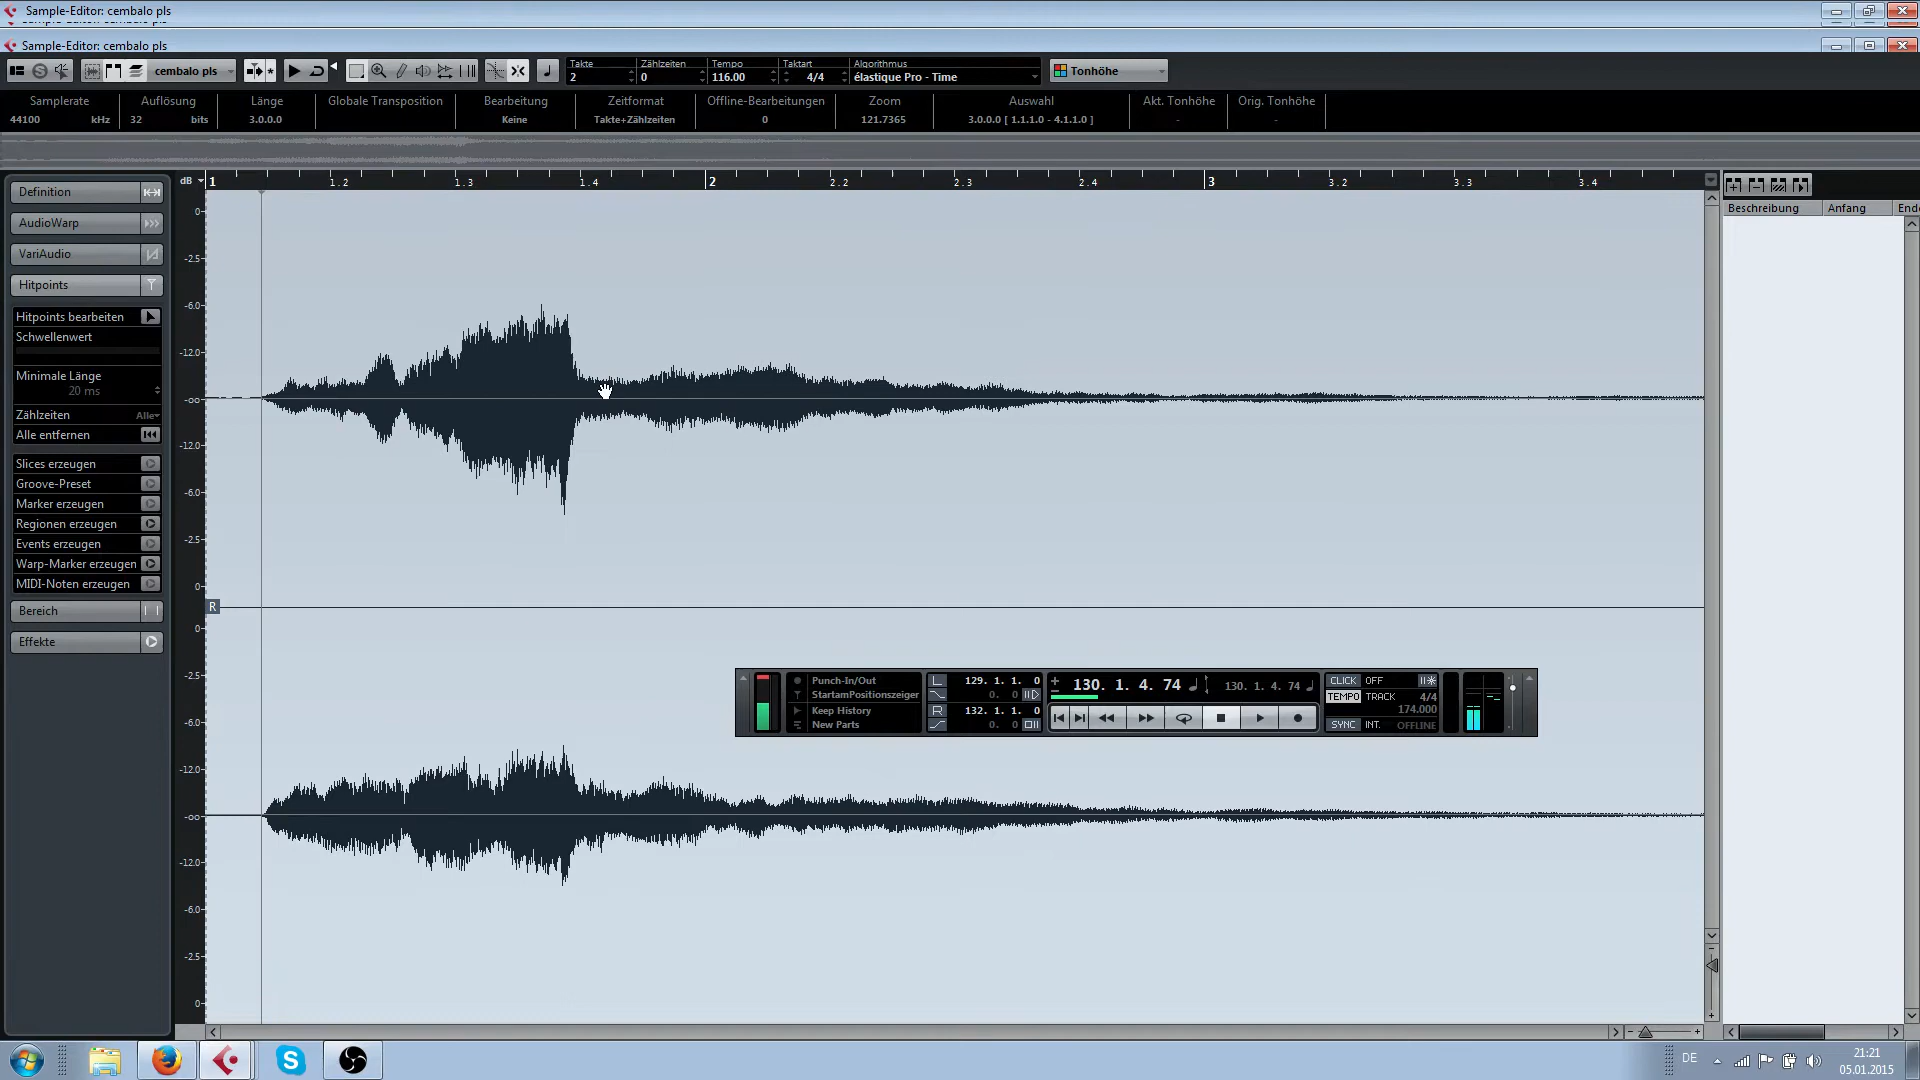 Sample-Editor: cembalo pls
Sample-Editor: cembalo pls
cembalo pls
Takte
2
Zählzeiten
0
Tempo
116.00
Taktart
4/4
Algorithmus
élastique Pro - Time
Tonhöhe
Samplerate
44100 kHz
Auflösung
32 bits
Länge
3.0.0.0
Globale Transposition
Bearbeitung
Keine
Zeitformat
Takte+Zählzeiten
Offline-Bearbeitungen
0
Zoom
121.7365
Auswahl
3.0.0.0 [ 1.1.1.0 - 4.1.1.0 ]
Akt. Tonhöhe
-
Orig. Tonhöhe
-
dB 1 1.2 1.3 1.4 2 2.2 2.3 2.4 3 3.2 3.3 3.4
Beschreibung Anfang Ende
Definition
AudioWarp
VariAudio
Hitpoints
Hitpoints bearbeiten
Schwellenwert
Minimale Länge
20 ms
Zählzeiten Alle
Alle entfernen
Slices erzeugen
Groove-Preset
Marker erzeugen
Regionen erzeugen
Events erzeugen
Warp-Marker erzeugen
MIDI-Noten erzeugen
Bereich
Effekte
0
-2.5
-6.0
-12.0
-oo
-12.0
-6.0
-2.5
0
R
0
-2.5
-6.0
-12.0
-oo
-12.0
-6.0
-2.5
0
Punch-In/Out
StartamPositionszeiger
Keep History
New Parts
L 129. 1. 1. 0
0. 0
R 132. 1. 1. 0
0. 0
130. 1. 4. 74
130. 1. 4. 74
CLICK OFF
TEMPO TRACK 4/4
174.000
SYNC INT. OFFLINE
DE
21:21
05.01.2015